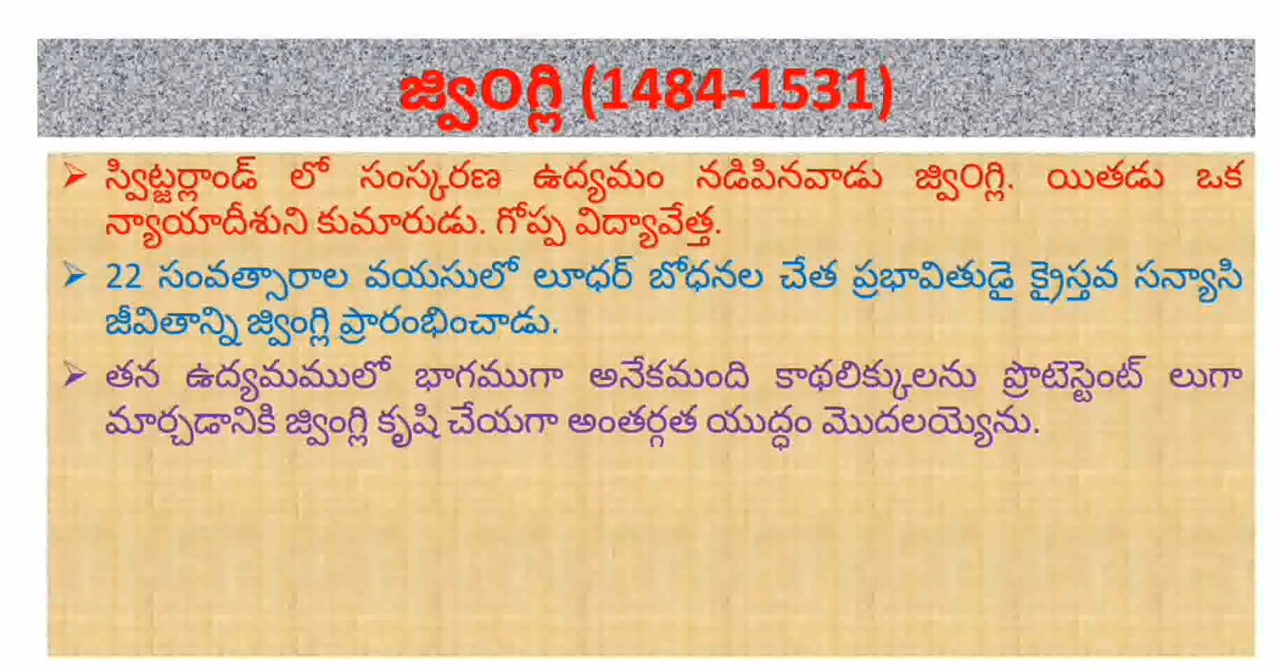 జ్వింగ్లి (1484-1531)
స్విట్జర్లాండ్ లో సంస్కరణ ఉద్యమం నడిపినవాడు జ్వింగ్లి. యితడు ఒక
న్యాయాదీశుని కుమారుడు. గోప్ప విద్యావేత్త.
22 సంవత్సారాల వయసులో లూధర్ బోధనల చేత ప్రభావితుడై క్రైస్తవ సన్యాసి
జీవితాన్ని జ్వింగ్లి ప్రారంభించాడు.
తన ఉద్యమములో భాగముగా అనేకమంది కాథలిక్కులను ప్రొటెస్టెంట్ లుగా
మార్చడానికి జ్వింగ్లి కృషి చేయగా అంతర్గత యుద్ధం మొదలయ్యెను.